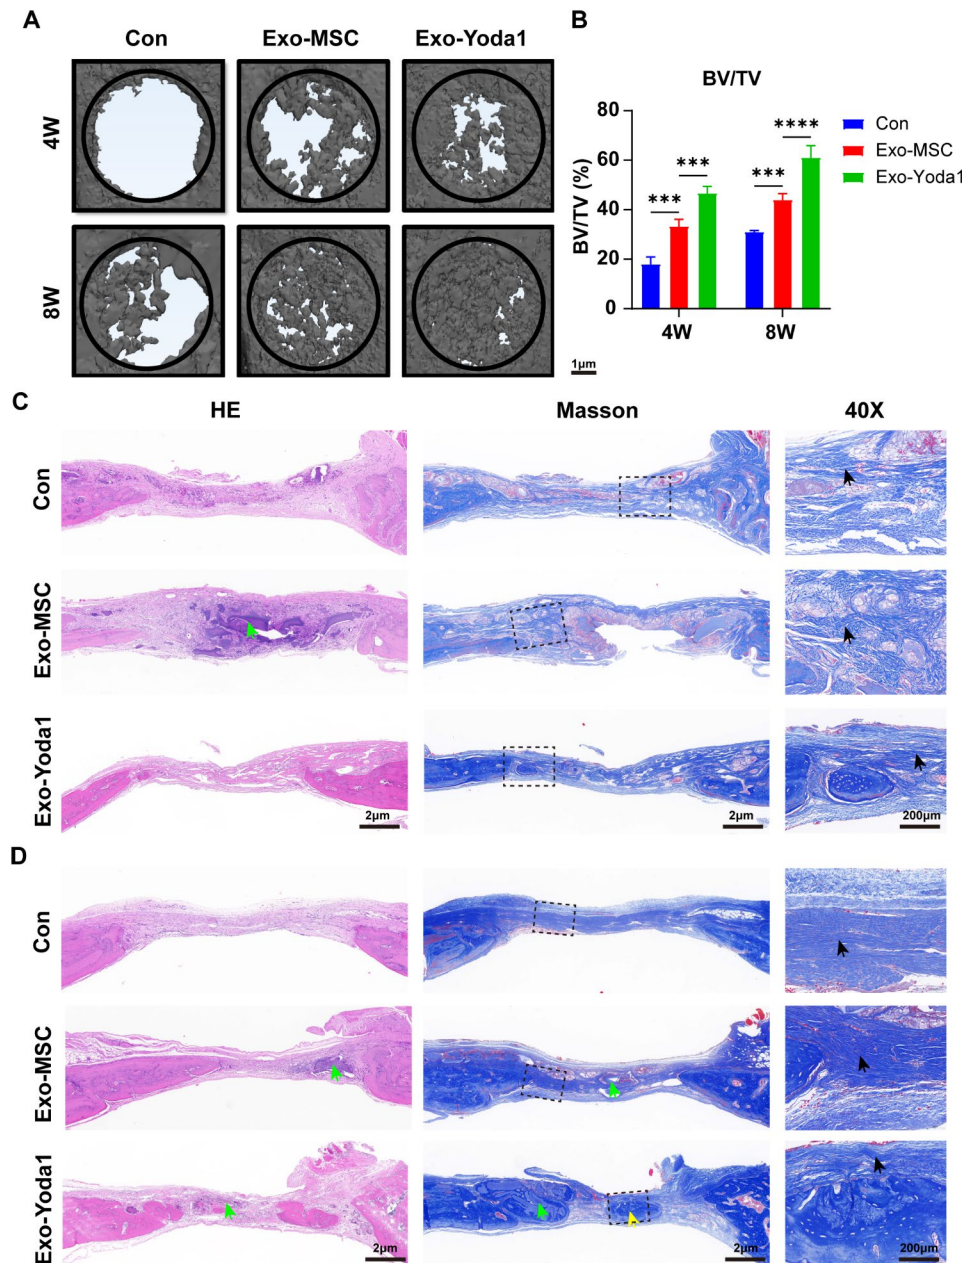 A
Con
Exo-MSC
Exo-Yoda1
4W
8W
B
BV/TV
BV/TV (%)
80
60
40
20
0
***
***
***
****
4W
8W
Con
Exo-MSC
Exo-Yoda1
1μm
C
HE
Masson
40X
Con
Exo-MSC
Exo-Yoda1
2μm
2μm
200μm
D
Con
Exo-MSC
Exo-Yoda1
2μm
2μm
200μm